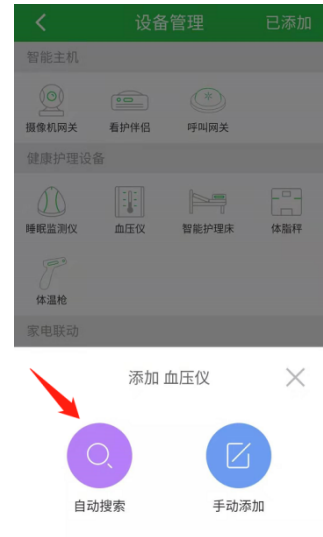 设备管理 已添加
智能主机
摄像机网关 看护伴侣 呼叫网关
健康护理设备
睡眠监测仪 血压仪 智能护理床 体脂秤
体温枪
家电联动
添加 血压仪
自动搜索 手动添加